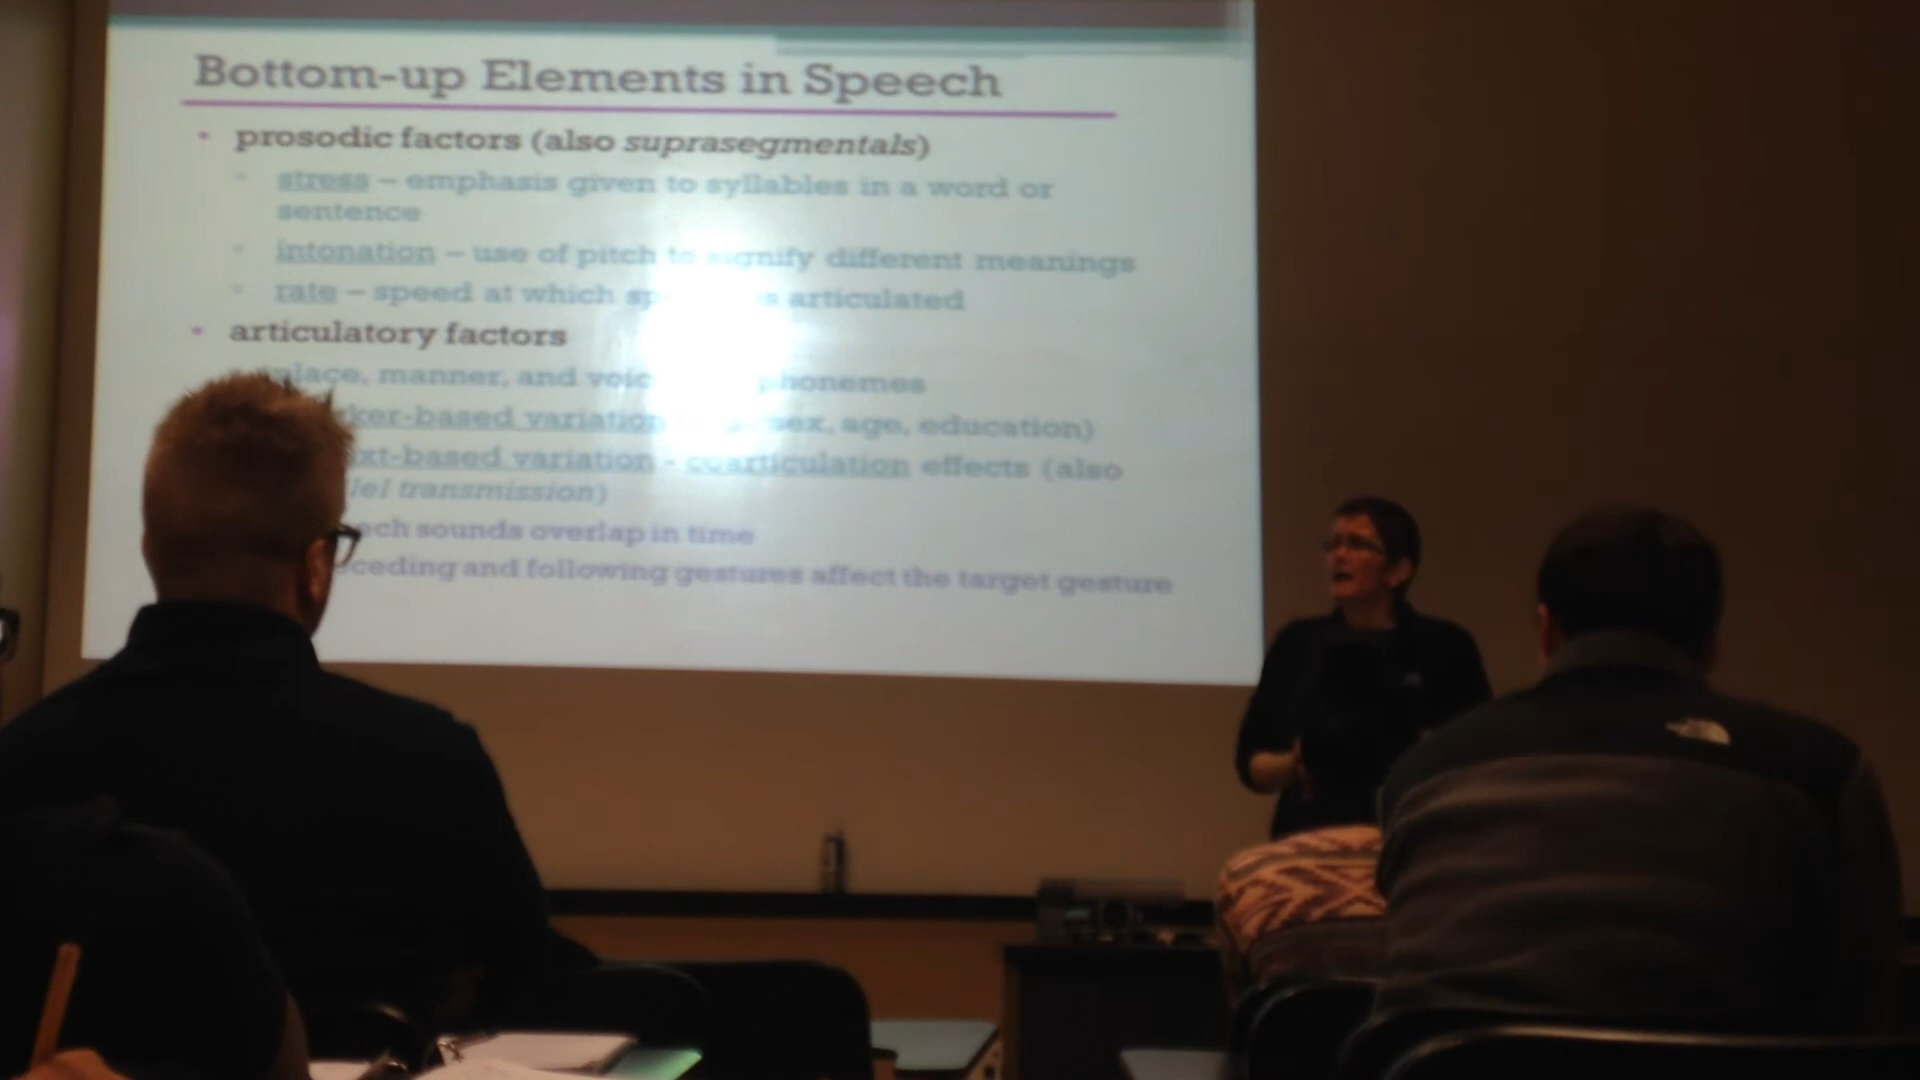 Bottom-up Elements in Speech
prosodic factors (also suprasegmentals)
stress – emphasis given to syllables in a word or
sentence
intonation – use of pitch to signify different meanings
rate – speed at which articulated
articulatory factors
place, manner, and phonemes
variation sex, age, education)
variation - coarticulation effects (also
transmission)
sounds overlap in time
and following gestures affect the target gesture